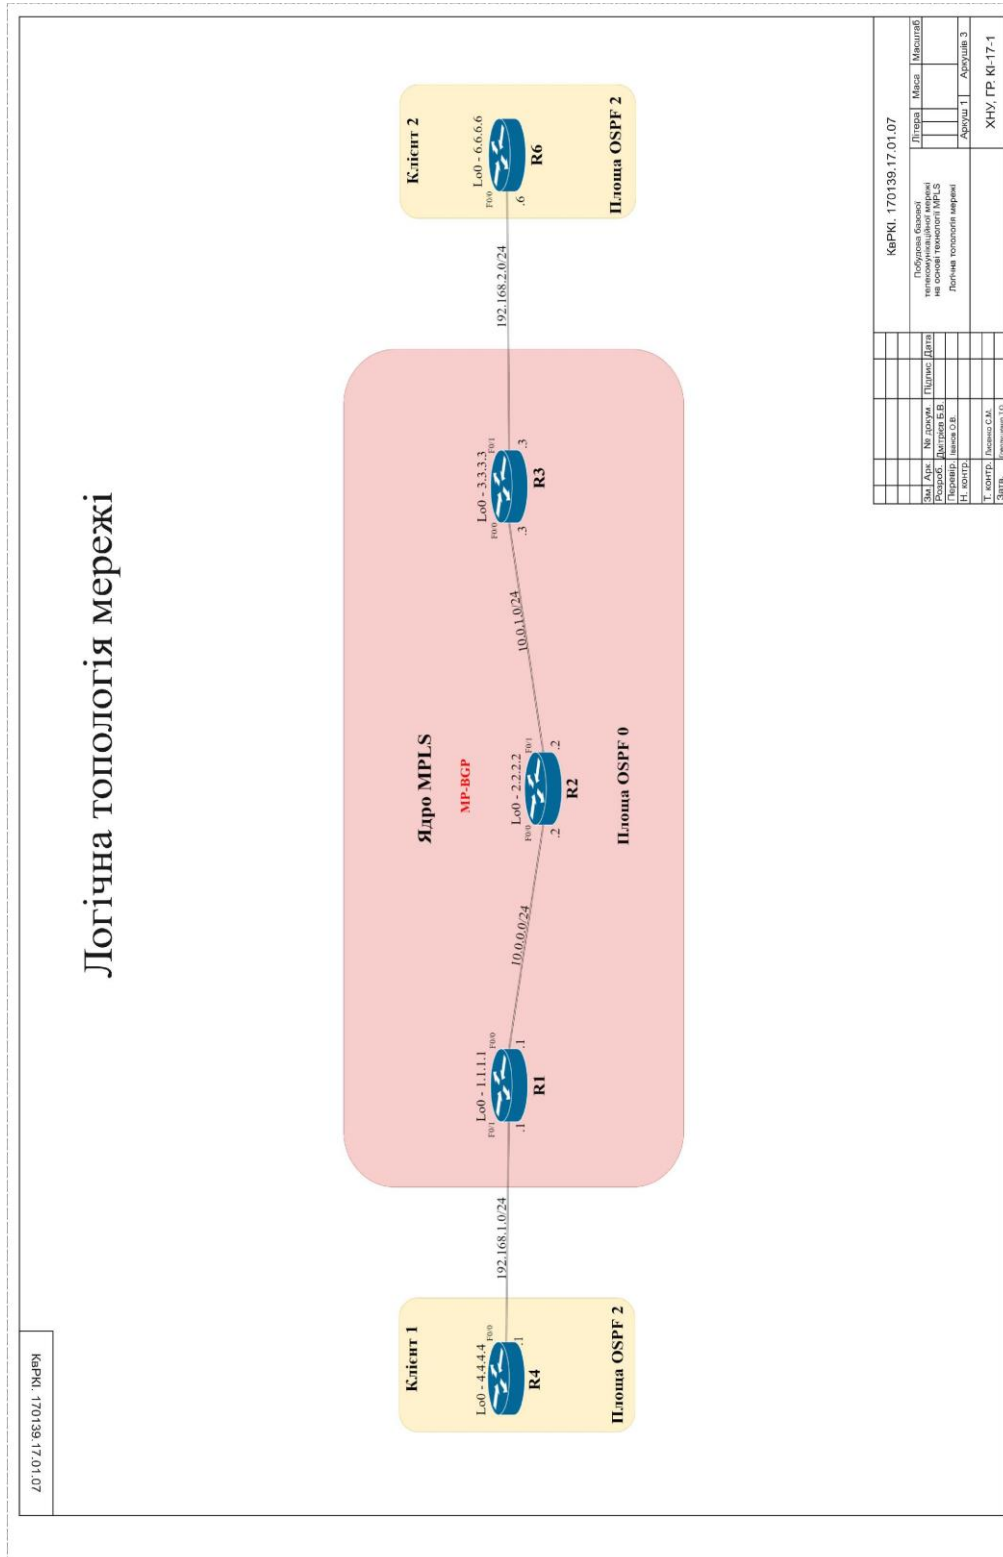 КвРКІ. 170139.17.01.07
Логічна топологія мережі
Клієнт 1
Lo0 - 4.4.4.4
F0/0
.1
R4
Площа OSPF 2
192.168.1.0/24
Ядро MPLS
MP-BGP
Lo0 - 1.1.1.1
F0/1
F0/0
.1
.1
R1
10.0.0.0/24
Lo0 - 2.2.2.2
F0/0
F0/1
.2
.2
R2
Площа OSPF 0
10.0.1.0/24
Lo0 - 3.3.3.3
F0/0
F0/1
.3
.3
R3
192.168.2.0/24
Клієнт 2
Lo0 - 6.6.6.6
F0/0
.6
R6
Площа OSPF 2
КвРКІ. 170139.17.01.07
Зм. Арк. № докум. Підпис Дата
Розроб. Дмітрієв Б.В.
Перевір. Іванов О.В.
Н. контр.
Т. контр. Лисенко С.М.
Затв.
Побудова базової
телекомунікаційної мережі
на основі технології MPLS
Логічна топологія мережі
Літера Маса Масштаб
Аркуш 1 Аркушів 3
ХНУ, ГР. КІ-17-1